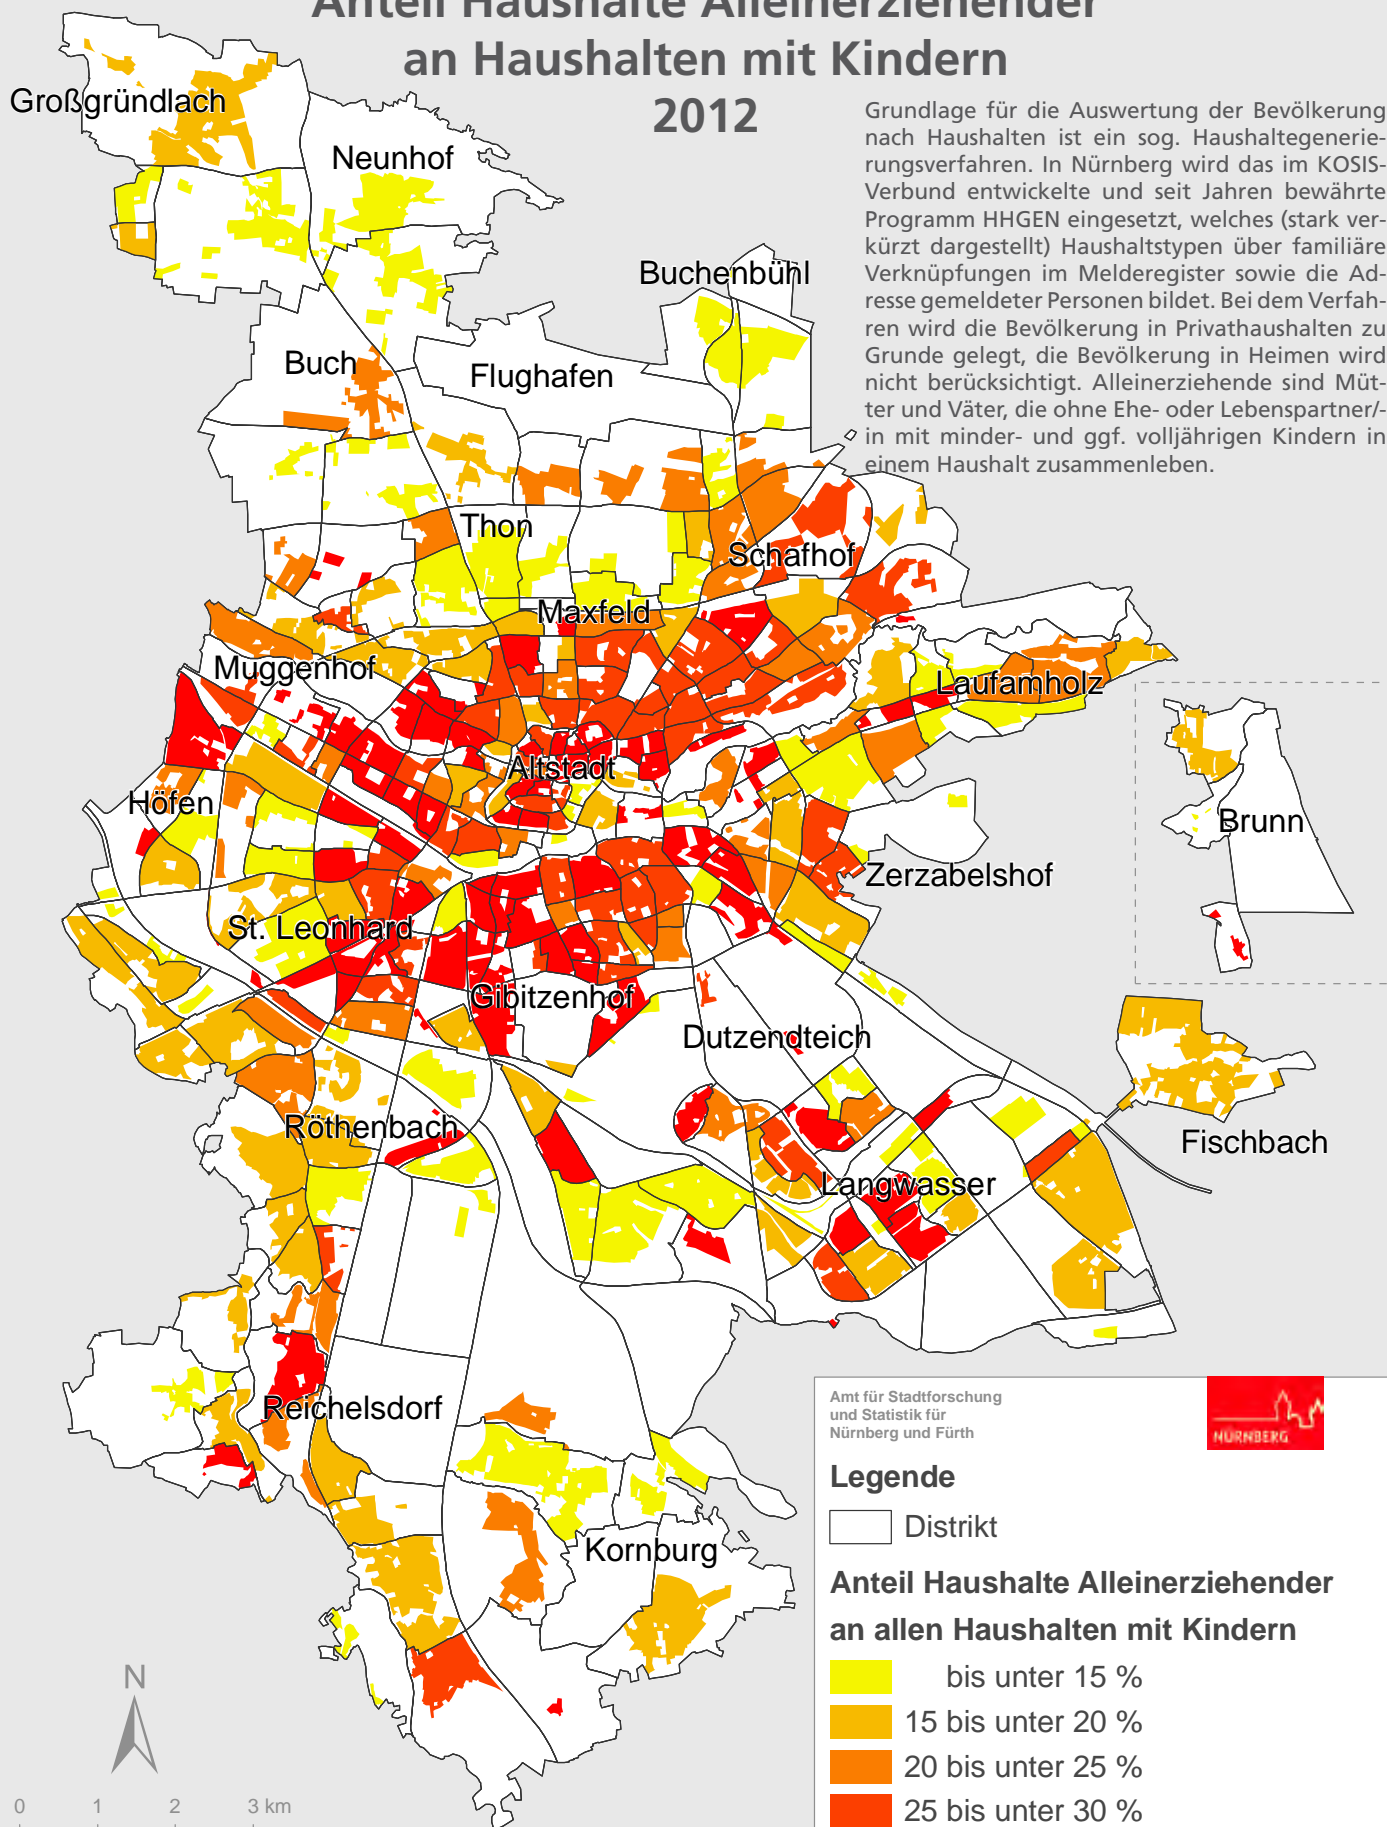 Anteil Haushalte Alleinerziehender
an Haushalten mit Kindern
2012
Grundlage für die Auswertung der Bevölkerung
nach Haushalten ist ein sog. Haushaltegenerie-
rungsverfahren. In Nürnberg wird das im KOSIS-
Verbund entwickelte und seit Jahren bewährte
Programm HHGEN eingesetzt, welches (stark ver-
kürzt dargestellt) Haushaltstypen über familiäre
Verknüpfungen im Melderegister sowie die Ad-
resse gemeldeter Personen bildet. Bei dem Verfah-
ren wird die Bevölkerung in Privathaushalten zu
Grunde gelegt, die Bevölkerung in Heimen wird
nicht berücksichtigt. Alleinerziehende sind Müt-
ter und Väter, die ohne Ehe- oder Lebenspartner/-
in mit minder- und ggf. volljährigen Kindern in
einem Haushalt zusammenleben.
Großgründlach
Neunhof
Buchenbühl
Buch
Flughafen
Thon
Schafhof
Maxfeld
Muggenhof
Laufamholz
Altstadt
Höfen
Brunn
Zerzabelshof
St. Leonhard
Gibitzenhof
Dutzendteich
Röthenbach
Fischbach
Langwasser
Reichelsdorf
Kornburg
Amt für Stadtforschung
und Statistik für
Nürnberg und Fürth
NÜRNBERG
Legende
Distrikt
Anteil Haushalte Alleinerziehender
an allen Haushalten mit Kindern
bis unter 15 %
15 bis unter 20 %
20 bis unter 25 %
25 bis unter 30 %
N
0 1 2 3 km